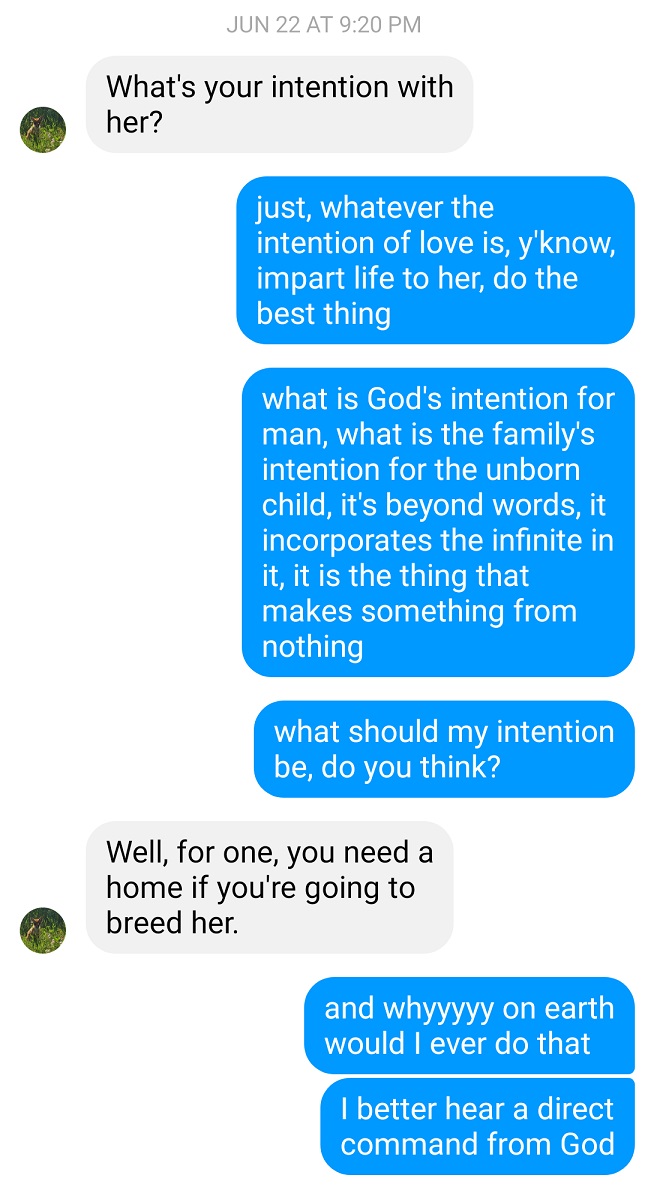 JUN 22 AT 9:20 PM
What's your intention with
her?
just, whatever the
intention of love is, y'know,
impart life to her, do the
best thing
what is God's intention for
man, what is the family's
intention for the unborn
child, it's beyond words, it
incorporates the infinite in
it, it is the thing that
makes something from
nothing
what should my intention
be, do you think?
Well, for one, you need a
home if you're going to
breed her.
and whyyyyy on earth
would I ever do that
I better hear a direct
command from God